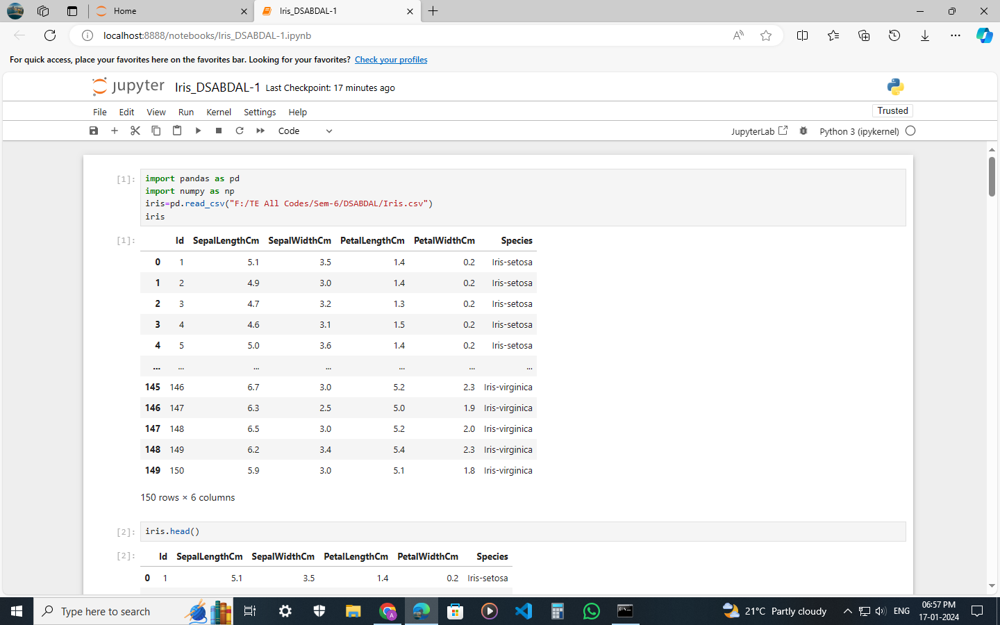 Home
Iris_DSABDAL-1
localhost:8888/notebooks/Iris_DSABDAL-1.ipynb
For quick access, place your favorites here on the favorites bar. Looking for your favorites? Check your profiles
jupyter Iris_DSABDAL-1 Last Checkpoint: 17 minutes ago
File Edit View Run Kernel Settings Help
Trusted
Code
JupyterLab
Python 3 (ipykernel)
[1]:
import pandas as pd
import numpy as np
iris=pd.read_csv("F:/TE All Codes/Sem-6/DSABDAL/Iris.csv")
iris
[1]:
Id SepalLengthCm SepalWidthCm PetalLengthCm PetalWidthCm Species
0 1 5.1 3.5 1.4 0.2 Iris-setosa
1 2 4.9 3.0 1.4 0.2 Iris-setosa
2 3 4.7 3.2 1.3 0.2 Iris-setosa
3 4 4.6 3.1 1.5 0.2 Iris-setosa
4 5 5.0 3.6 1.4 0.2 Iris-setosa
... ... ... ... ... ... ...
145 146 6.7 3.0 5.2 2.3 Iris-virginica
146 147 6.3 2.5 5.0 1.9 Iris-virginica
147 148 6.5 3.0 5.2 2.0 Iris-virginica
148 149 6.2 3.4 5.4 2.3 Iris-virginica
149 150 5.9 3.0 5.1 1.8 Iris-virginica
150 rows × 6 columns
[2]:
iris.head()
[2]:
Id SepalLengthCm SepalWidthCm PetalLengthCm PetalWidthCm Species
0 1 5.1 3.5 1.4 0.2 Iris-setosa
Type here to search
21°C Partly cloudy
ENG
06:57 PM
17-01-2024